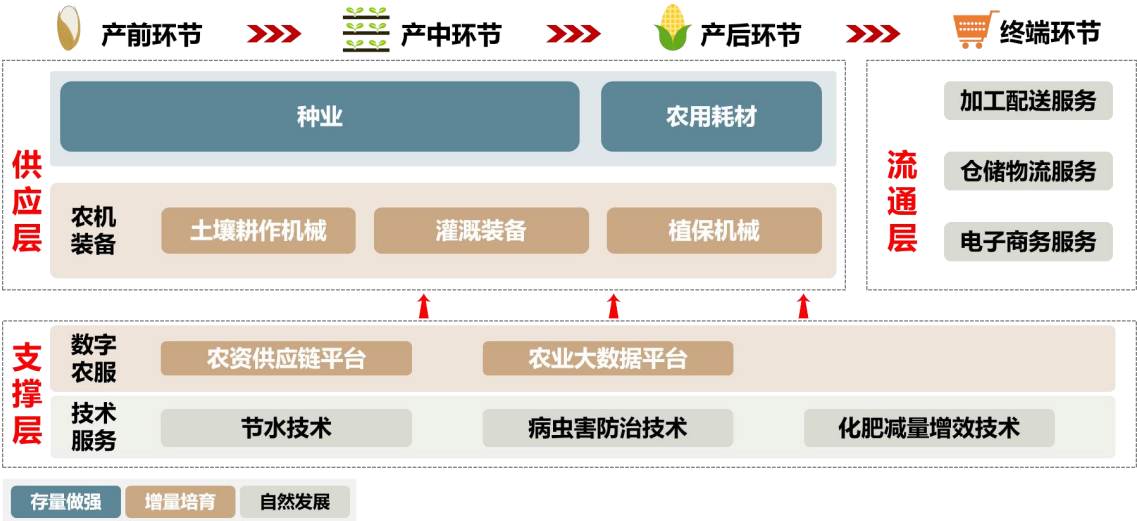 产前环节
产中环节
产后环节
终端环节
供应层
种业
农用耗材
农机装备
土壤耕作机械
灌溉装备
植保机械
流通层
加工配送服务
仓储物流服务
电子商务服务
支撑层
数字农服
农资供应链平台
农业大数据平台
技术服务
节水技术
病虫害防治技术
化肥减量增效技术
存量做强
增量培育
自然发展